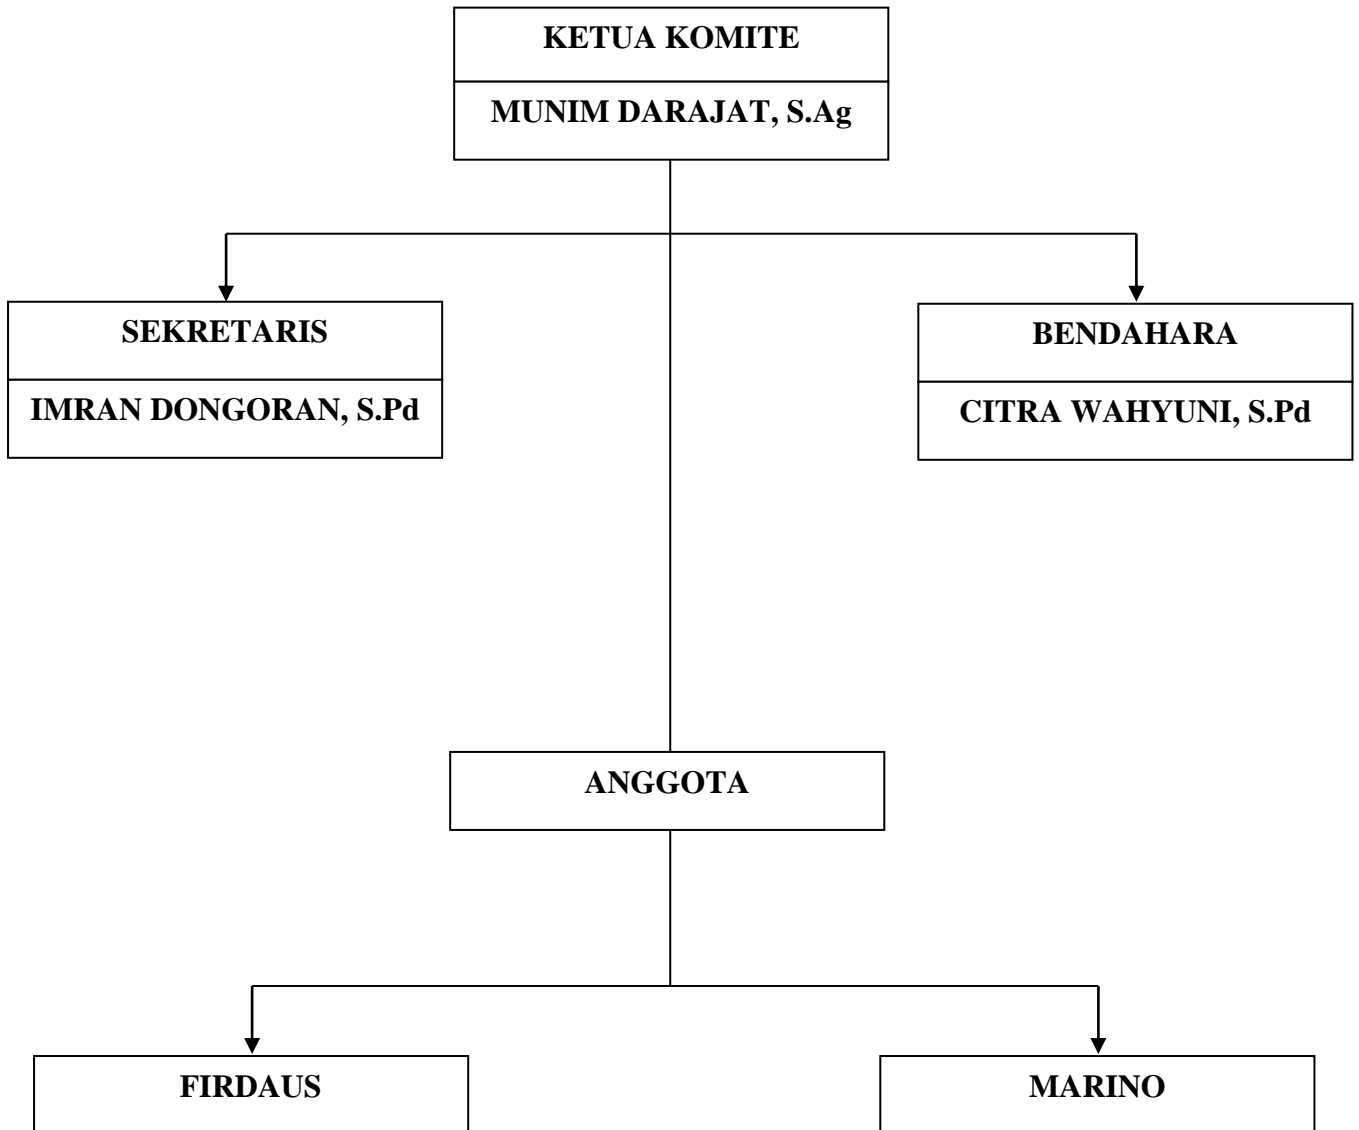 KETUA KOMITE
MUNIM DARAJAT, S.Ag
SEKRETARIS
IMRAN DONGORAN, S.Pd
BENDAHARA
CITRA WAHYUNI, S.Pd
ANGGOTA
FIRDAUS
MARINO